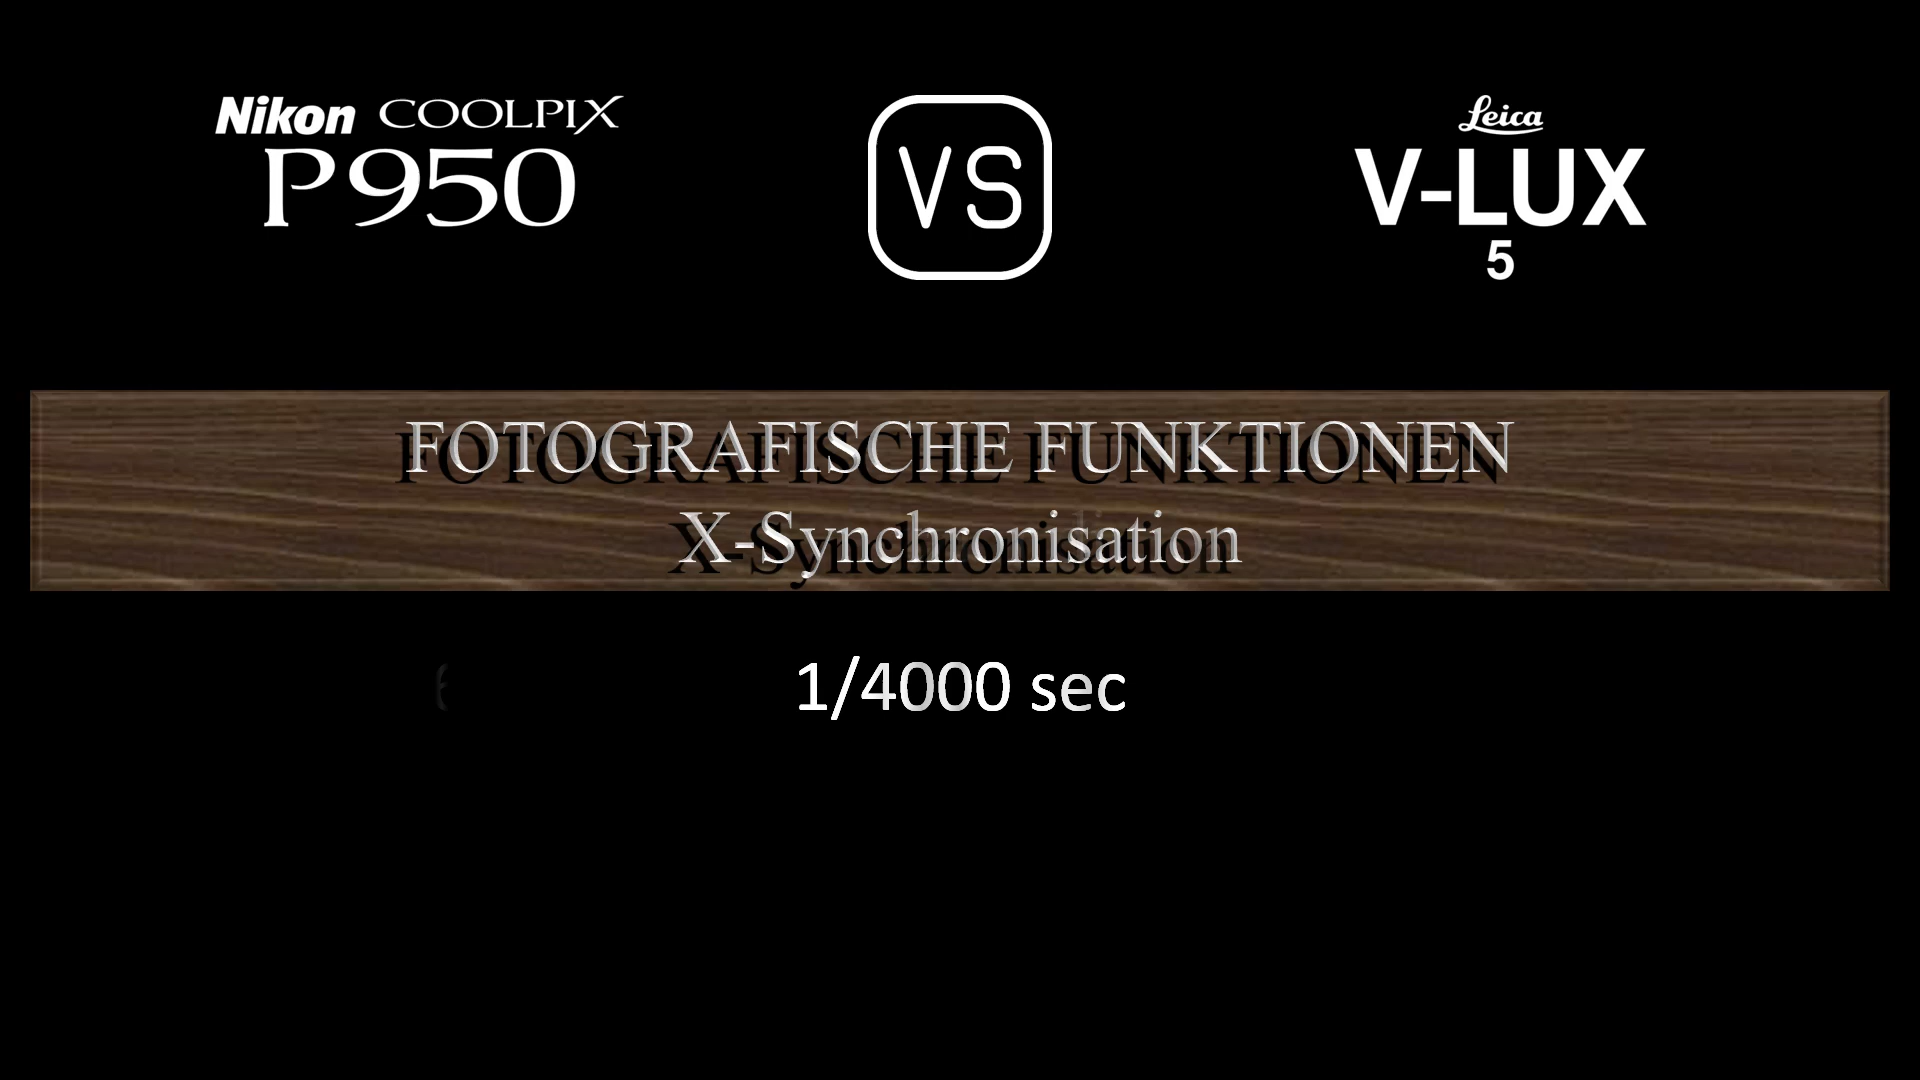 Nikon COOLPIX
P950
VS
Leica
V-LUX
5
FOTOGRAFISCHE FUNKTIONEN
X-Synchronisation
1/4000 sec